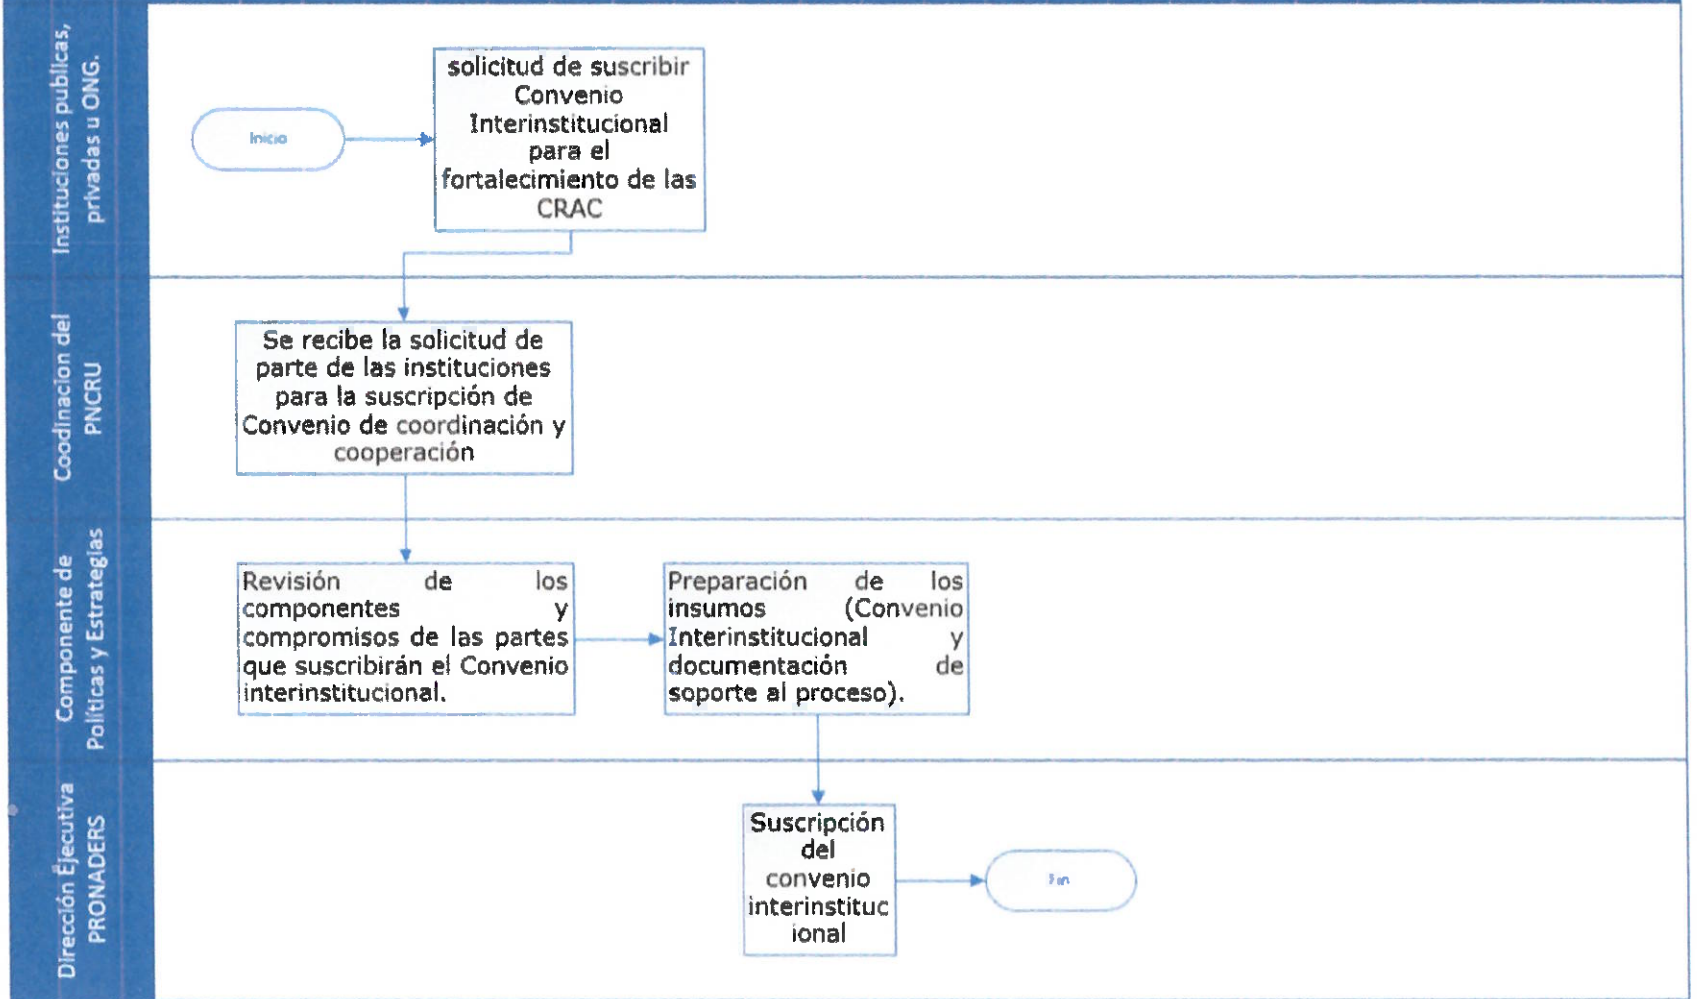 Instituciones publicas,
privadas u ONG.
Inicio
solicitud de suscribir
Convenio
Interinstitucional
para el
fortalecimiento de las
CRAC
Coodinacion del
PNCRU
Se recibe la solicitud de
parte de las instituciones
para la suscripción de
Convenio de coordinación y
cooperación
Componente de
Políticas y Estrategias
Revisión de los
componentes y
compromisos de las partes
que suscribirán el Convenio
interinstitucional.
Preparación de los
insumos (Convenio
Interinstitucional y
documentación de
soporte al proceso).
Dirección Ejecutiva
PRONADERS
Suscripción
del
convenio
interinstituc
ional
Fin